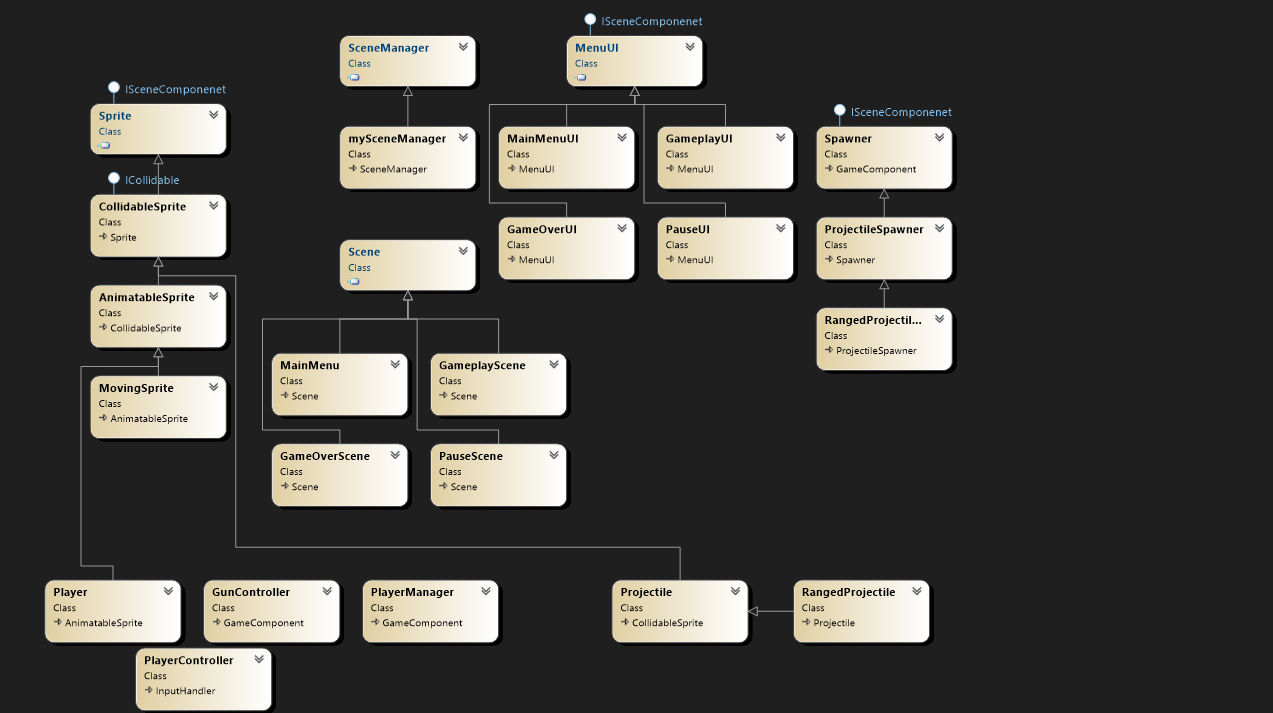 ISceneComponenet
SceneManager
Class
MenuUI
Class
ISceneComponenet
Sprite
Class
ISceneComponenet
mySceneManager
Class
SceneManager
MainMenuUI
Class
MenuUI
GameplayUI
Class
MenuUI
Spawner
Class
GameComponent
ICollidable
CollidableSprite
Class
Sprite
GameOverUI
Class
MenuUI
PauseUI
Class
MenuUI
ProjectileSpawner
Class
Spawner
Scene
Class
AnimatableSprite
Class
CollidableSprite
RangedProjectil...
Class
ProjectileSpawner
MainMenu
Class
Scene
GameplayScene
Class
Scene
MovingSprite
Class
AnimatableSprite
GameOverScene
Class
Scene
PauseScene
Class
Scene
Player
Class
AnimatableSprite
GunController
Class
GameComponent
PlayerManager
Class
GameComponent
Projectile
Class
CollidableSprite
RangedProjectile
Class
Projectile
PlayerController
Class
InputHandler